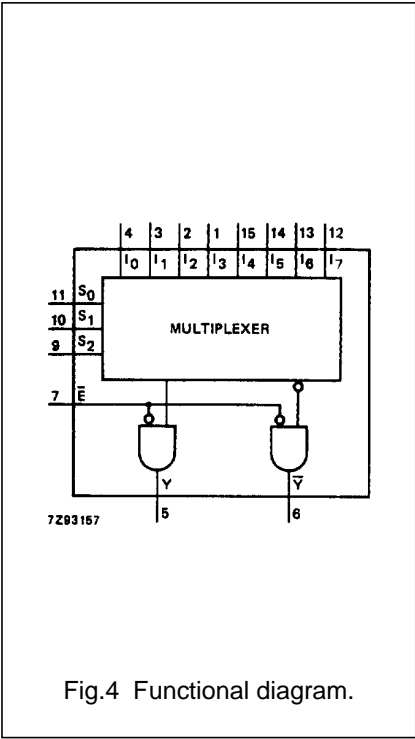 4 3 2 1 15 14 13 12
I0 I1 I2 I3 I4 I5 I6 I7
11 S0
10 S1
MULTIPLEXER
9 S2
7 E̅
Y Y̅
7Z93157
5 6
Fig.4 Functional diagram.